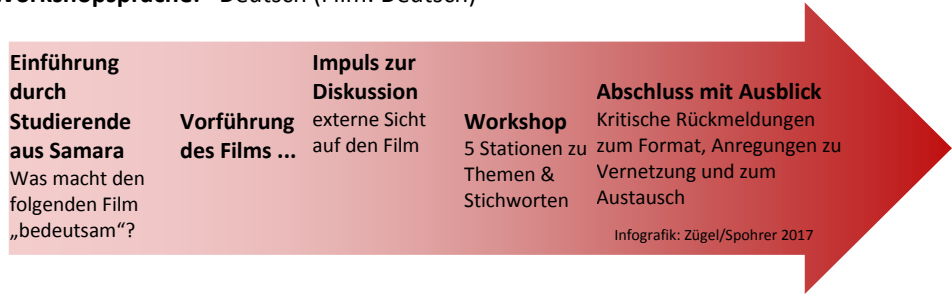 Workshopsprache: Deutsch (Film: Deutsch)
Einführung
durch
Studierende
aus Samara
Was macht den
folgenden Film
„bedeutsam“?
Vorführung
des Films ...
Impuls zur
Diskussion
externe Sicht
auf den Film
Workshop
5 Stationen zu
Themen &
Stichworten
Abschluss mit Ausblick
Kritische Rückmeldungen
zum Format, Anregungen zu
Vernetzung und zum
Austausch
Infografik: Zügel/Spohrer 2017